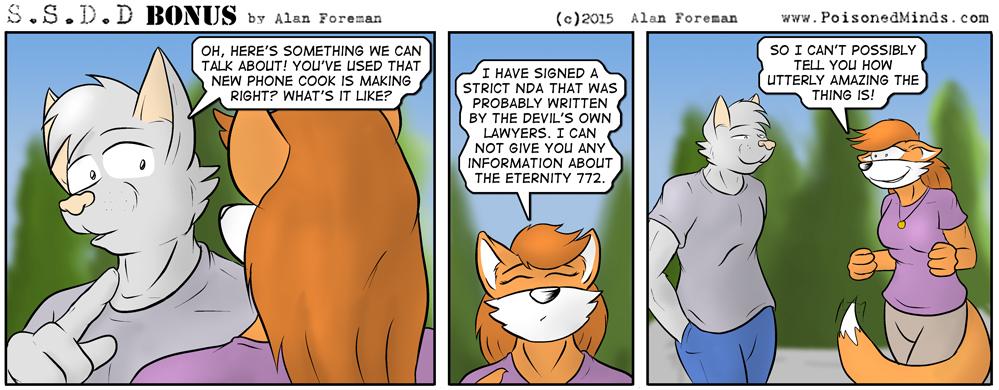 S.S.D.D BONUS by Alan Foreman (c)2015 Alan Foreman www.PoisonedMinds.com
OH, HERE'S SOMETHING WE CAN
TALK ABOUT! YOU'VE USED THAT
NEW PHONE COOK IS MAKING
RIGHT? WHAT'S IT LIKE?
I HAVE SIGNED A
STRICT NDA THAT WAS
PROBABLY WRITTEN
BY THE DEVIL'S OWN
LAWYERS. I CAN
NOT GIVE YOU ANY
INFORMATION ABOUT
THE ETERNITY 772.
SO I CAN'T POSSIBLY
TELL YOU HOW
UTTERLY AMAZING THE
THING IS!